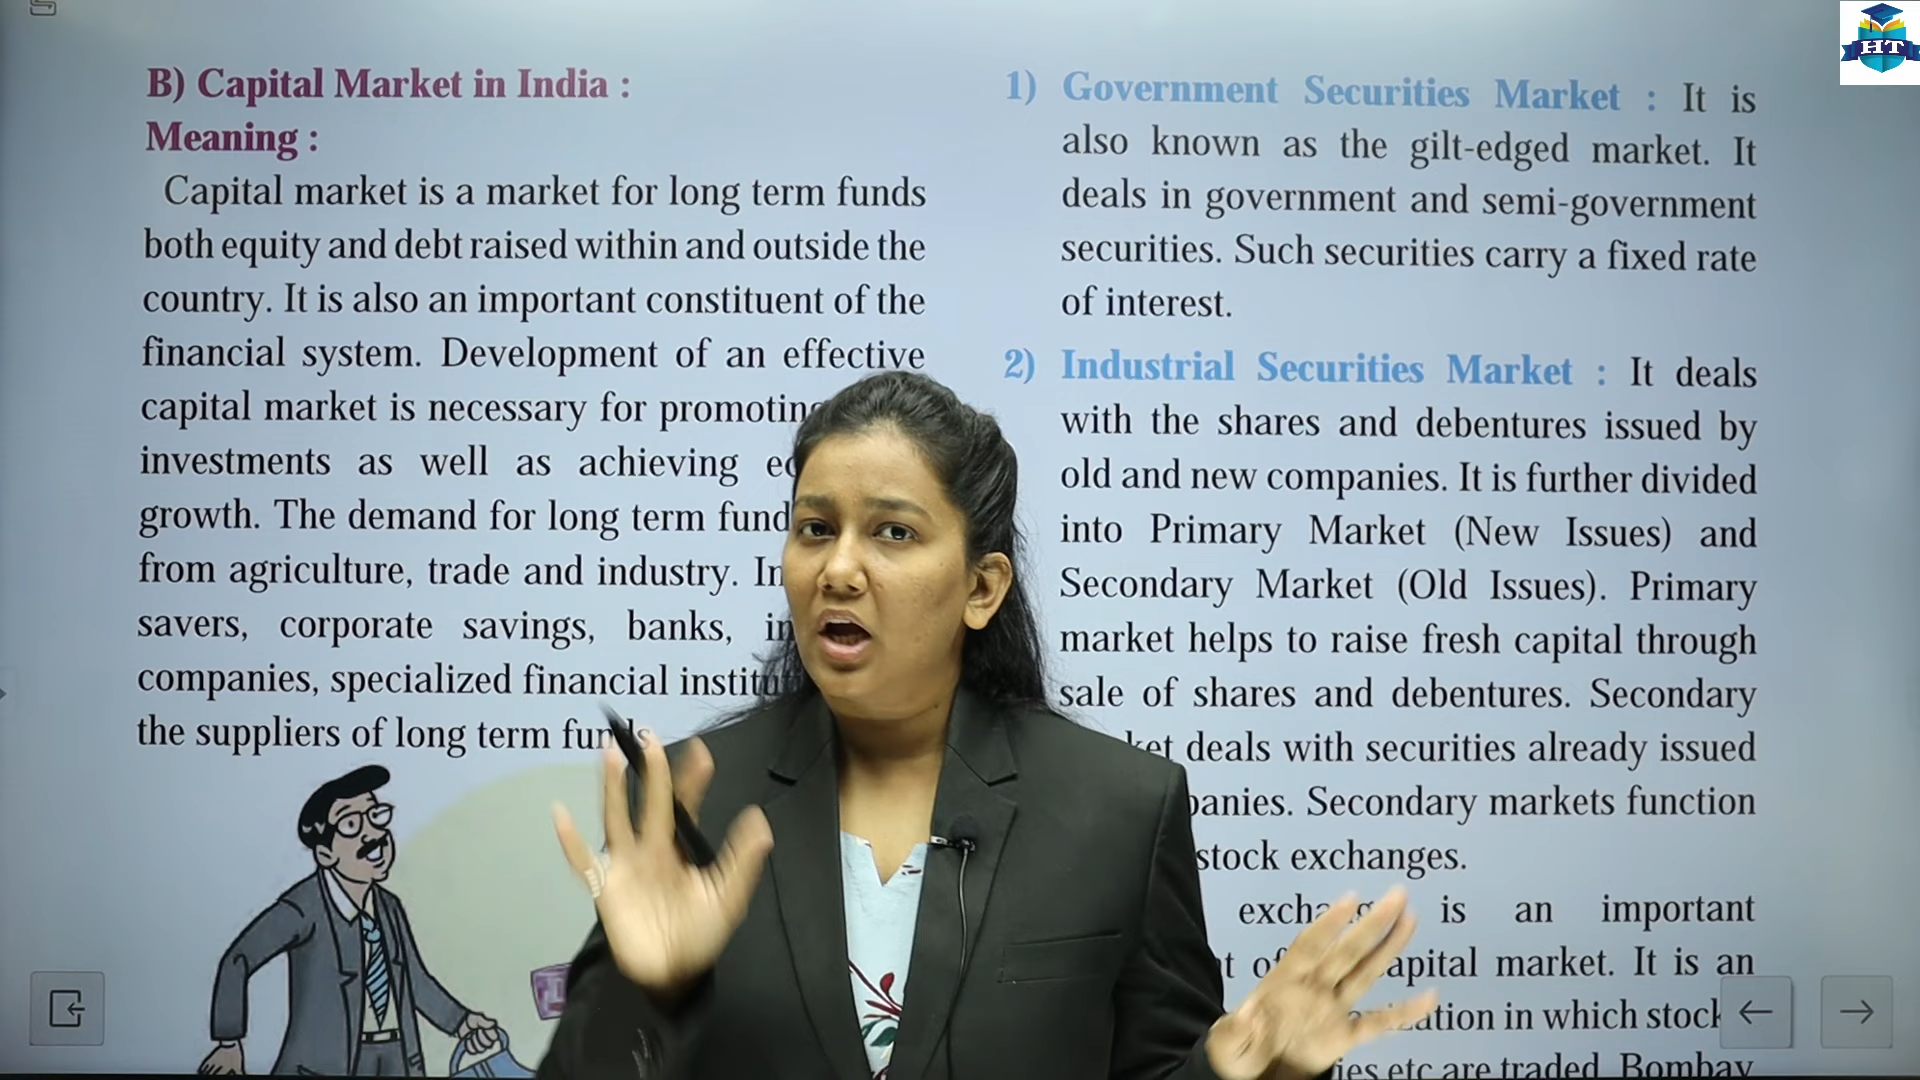 B) Capital Market in India :
Meaning :
Capital market is a market for long term funds
both equity and debt raised within and outside the
country. It is also an important constituent of the
financial system. Development of an effective
capital market is necessary for
investments as well as achieving
growth. The demand for long term
from agriculture, trade and industry.
savers, corporate savings, banks,
companies, specialized financial
the suppliers of long term
1) Government Securities Market : It is
also known as the gilt-edged market. It
deals in government and semi-government
securities. Such securities carry a fixed rate
of interest.
2) Industrial Securities Market : It deals
with the shares and debentures issued by
old and new companies. It is further divided
into Primary Market (New Issues) and
Secondary Market (Old Issues). Primary
market helps to raise fresh capital through
sale of shares and debentures. Secondary
deals with securities already issued
Secondary markets function
stock exchanges.
is an important
capital market. It is an
in which
etc are traded. Bombay
HT